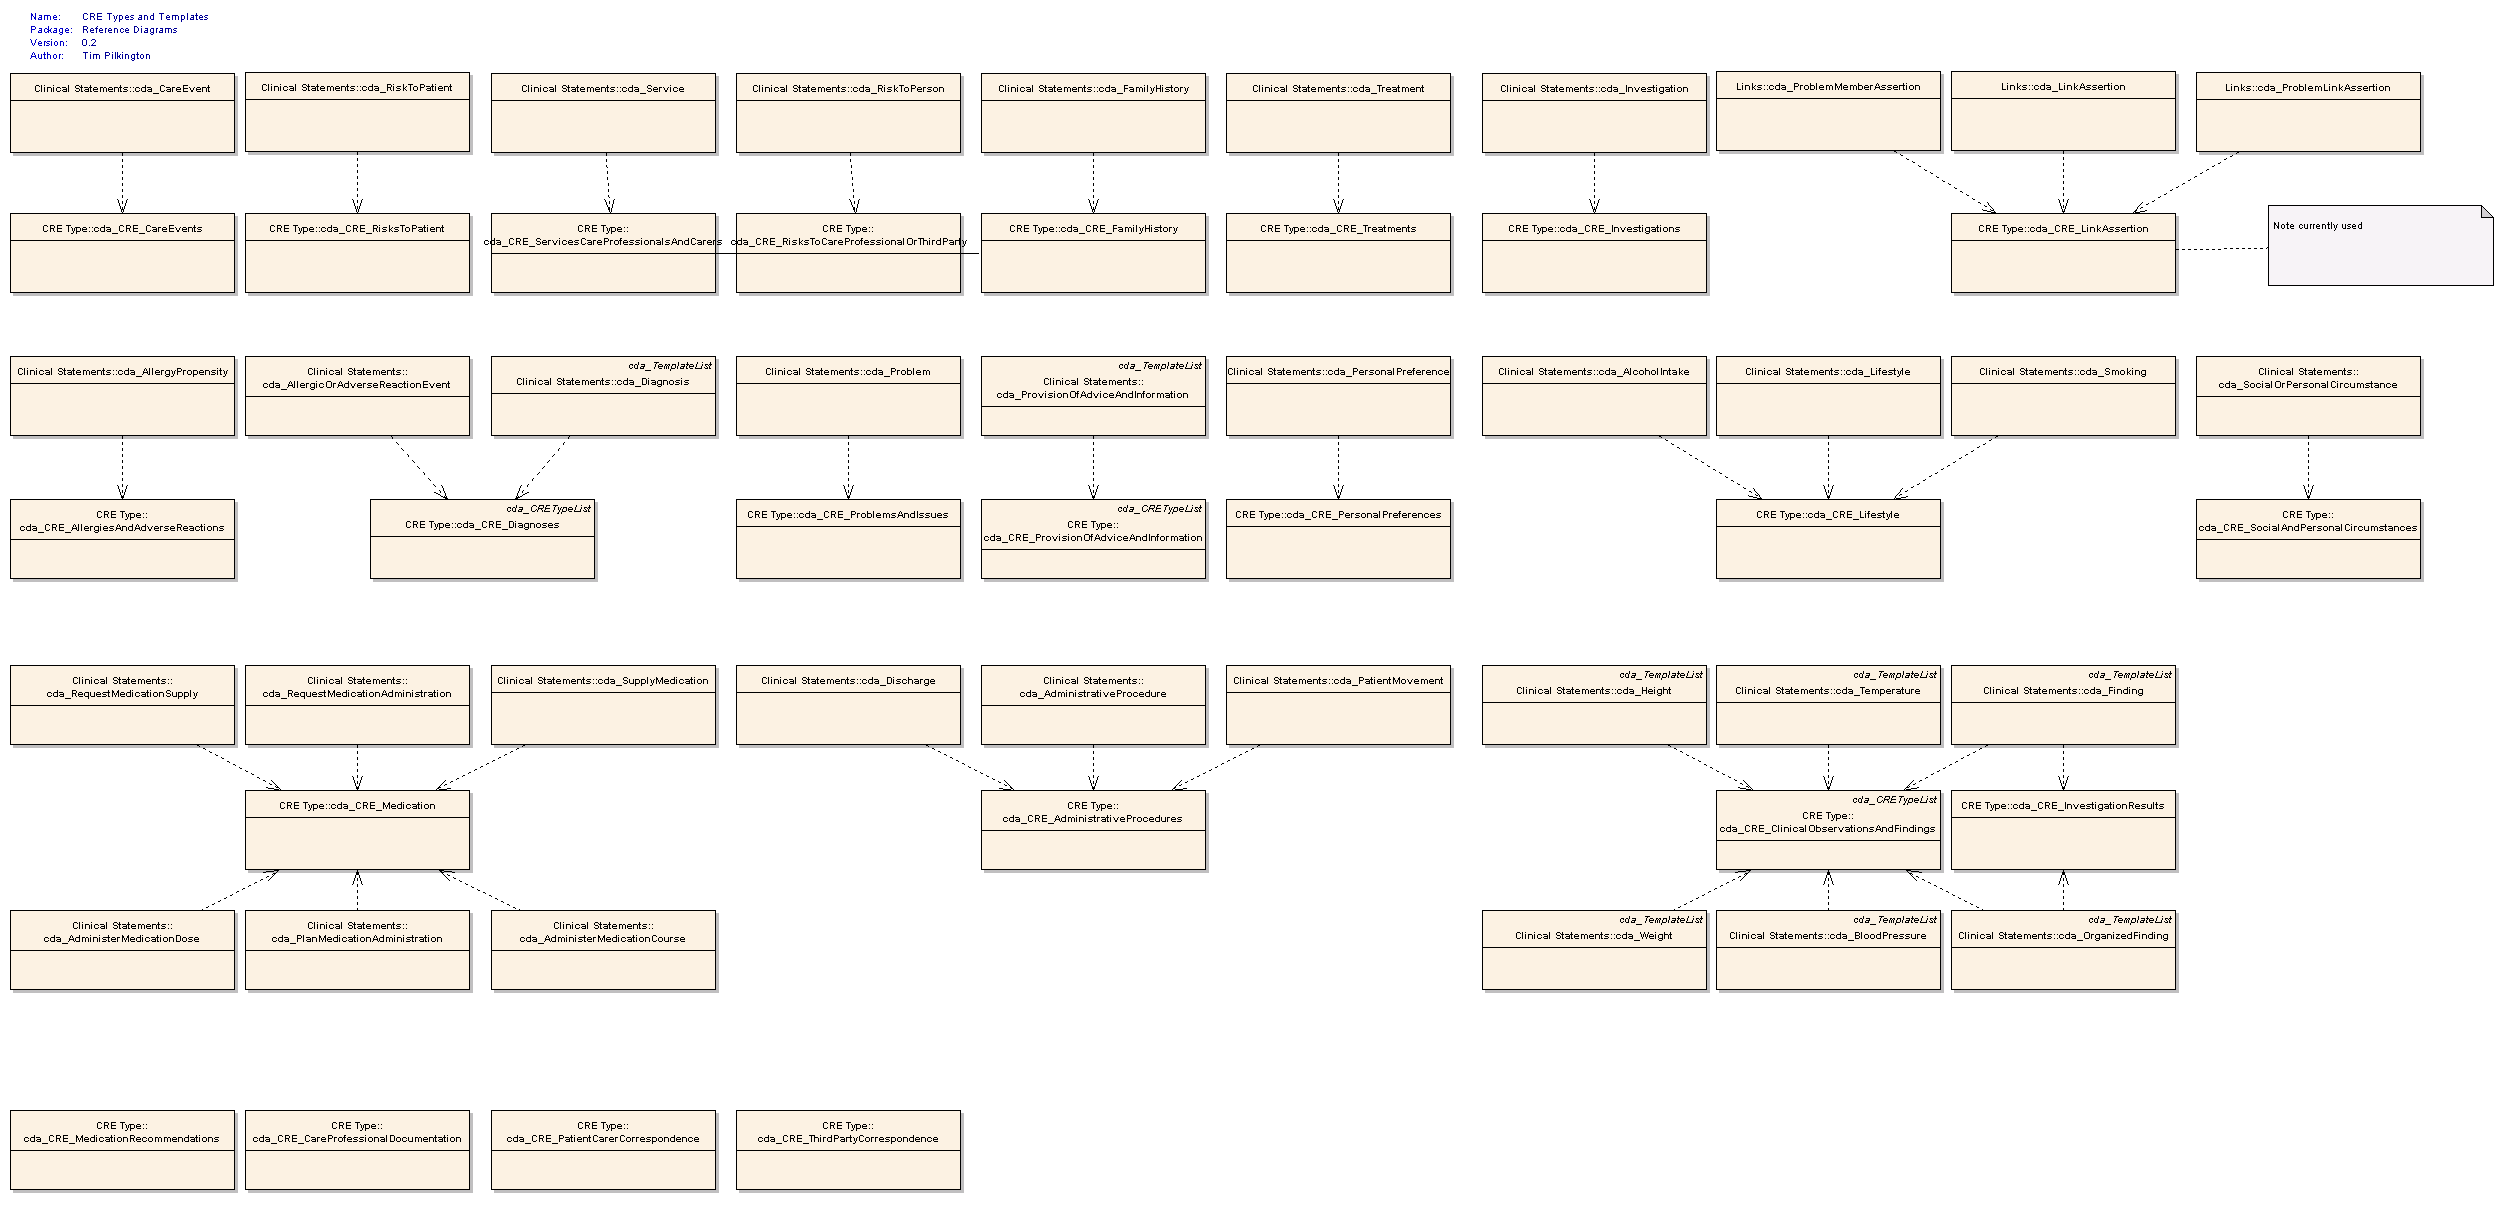 Name: CRE Types and Templates
Package: Reference Diagrams
Version: 0.2
Author: Tim Pilkington
Clinical Statements::cda_CareEvent
Clinical Statements::cda_RiskToPatient
Clinical Statements::cda_Service
Clinical Statements::cda_RiskToPerson
Clinical Statements::cda_FamilyHistory
Clinical Statements::cda_Treatment
Clinical Statements::cda_Investigation
Links::cda_ProblemMemberAssertion
Links::cda_LinkAssertion
Links::cda_ProblemLinkAssertion
CRE Type::cda_CRE_CareEvents
CRE Type::cda_CRE_RisksToPatient
CRE Type::
cda_CRE_ServicesCareProfessionalsAndCarers
CRE Type::
cda_CRE_RisksToCareProfessionalOrThirdParty
CRE Type::cda_CRE_FamilyHistory
CRE Type::cda_CRE_Treatments
CRE Type::cda_CRE_Investigations
CRE Type::cda_CRE_LinkAssertion
Note currently used
Clinical Statements::cda_AllergyPropensity
Clinical Statements::
cda_AllergicOrAdverseReactionEvent
cda_TemplateList
Clinical Statements::cda_Diagnosis
Clinical Statements::cda_Problem
cda_TemplateList
Clinical Statements::
cda_ProvisionOfAdviceAndInformation
Clinical Statements::cda_PersonalPreference
Clinical Statements::cda_AlcoholIntake
Clinical Statements::cda_Lifestyle
Clinical Statements::cda_Smoking
Clinical Statements::
cda_SocialOrPersonalCircumstance
CRE Type::
cda_CRE_AllergiesAndAdverseReactions
cda_CRETypeList
CRE Type::cda_CRE_Diagnoses
CRE Type::cda_CRE_ProblemsAndIssues
cda_CRETypeList
CRE Type::
cda_CRE_ProvisionOfAdviceAndInformation
CRE Type::cda_CRE_PersonalPreferences
CRE Type::cda_CRE_Lifestyle
CRE Type::
cda_CRE_SocialAndPersonalCircumstances
Clinical Statements::
cda_RequestMedicationSupply
Clinical Statements::
cda_RequestMedicationAdministration
Clinical Statements::cda_SupplyMedication
Clinical Statements::cda_Discharge
Clinical Statements::
cda_AdministrativeProcedure
Clinical Statements::cda_PatientMovement
cda_TemplateList
Clinical Statements::cda_Height
cda_TemplateList
Clinical Statements::cda_Temperature
cda_TemplateList
Clinical Statements::cda_Finding
CRE Type::cda_CRE_Medication
CRE Type::
cda_CRE_AdministrativeProcedures
cda_CRETypeList
CRE Type::
cda_CRE_ClinicalObservationsAndFindings
CRE Type::cda_CRE_InvestigationResults
Clinical Statements::
cda_AdministerMedicationDose
Clinical Statements::
cda_PlanMedicationAdministration
Clinical Statements::
cda_AdministerMedicationCourse
cda_TemplateList
Clinical Statements::cda_Weight
cda_TemplateList
Clinical Statements::cda_BloodPressure
cda_TemplateList
Clinical Statements::cda_OrganizedFinding
CRE Type::
cda_CRE_MedicationRecommendations
CRE Type::
cda_CRE_CareProfessionalDocumentation
CRE Type::
cda_CRE_PatientCarerCorrespondence
CRE Type::
cda_CRE_ThirdPartyCorrespondence